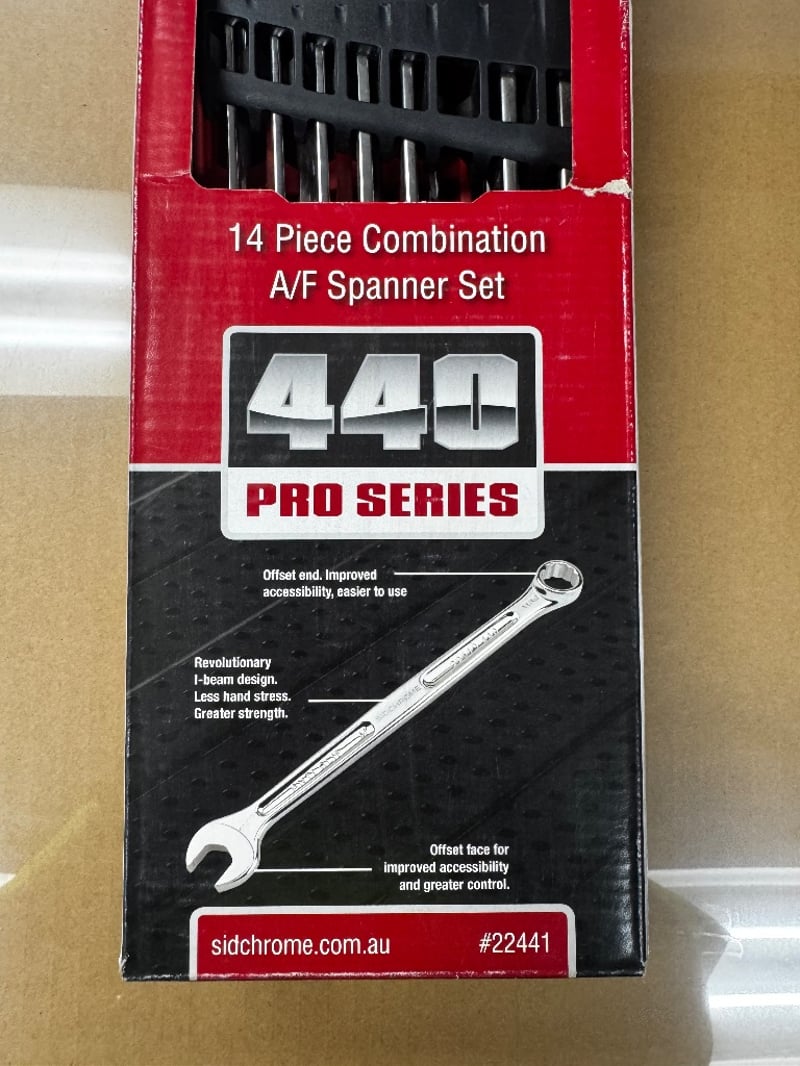 14 Piece Combination
A/F Spanner Set
440
PRO SERIES
Offset end. Improved
accessibility, easier to use
Revolutionary
I-beam design.
Less hand stress.
Greater strength.
SIDCHROME
Offset face for
improved accessibility
and greater control.
sidchrome.com.au
#22441